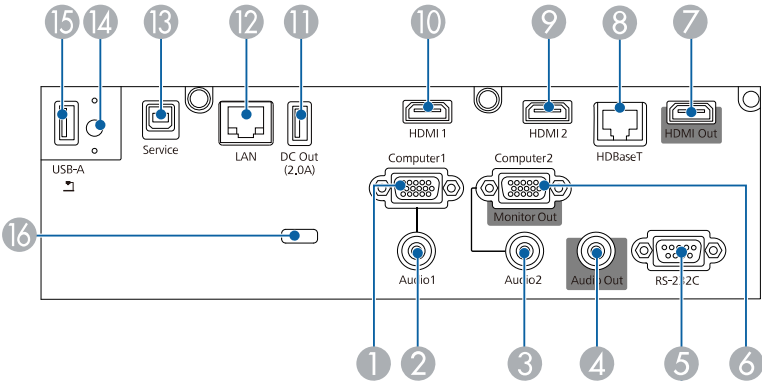 15 14 13 12 11 10 9 8 7
HDMI 1 HDMI 2 HDMI Out
Service LAN DC Out HDBaseT
(2.0A)
USB-A Computer1 Computer2
Monitor Out
16
Audio1 Audio2 Audio Out RS-232C
1 2 3 4 5 6